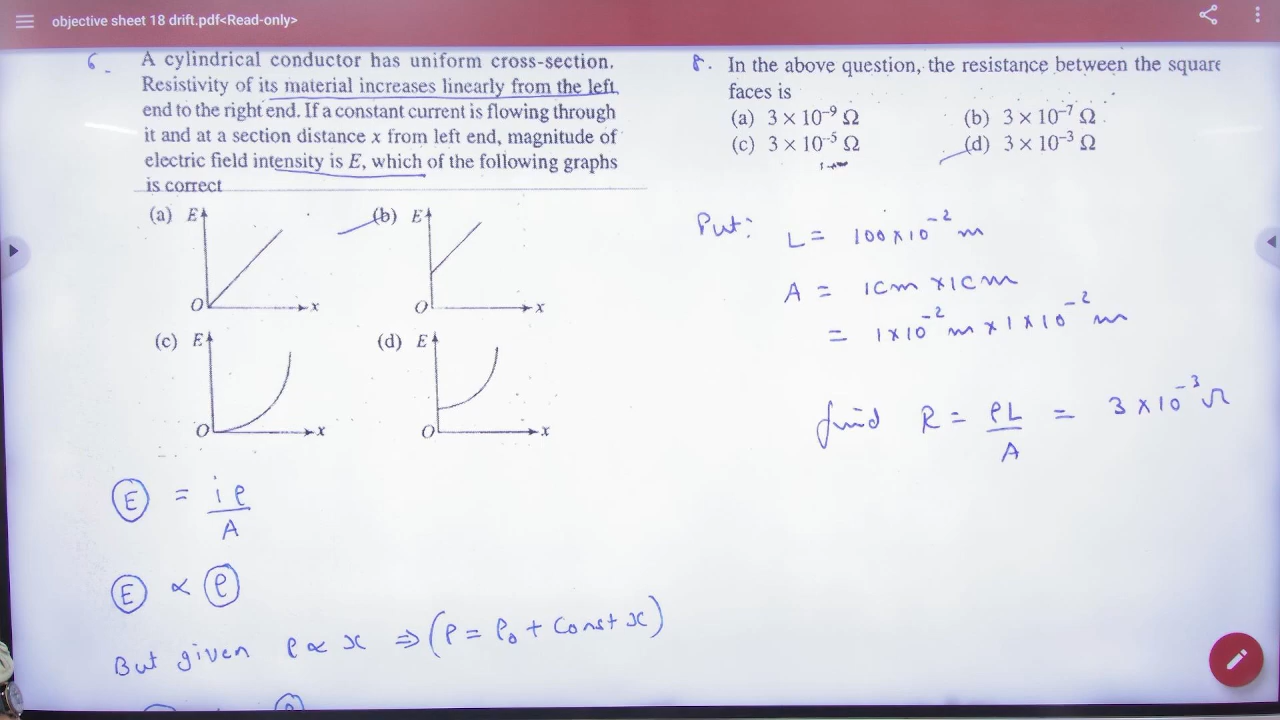 objective sheet 18 drift.pdf<Read-only>
6.
A cylindrical conductor has uniform cross-section.
Resistivity of its material increases linearly from the left
end to the right end. If a constant current is flowing through
it and at a section distance x from left end, magnitude of
electric field intensity is E, which of the following graphs
is correct
(a) E O x
(b) E O x
(c) E O x
(d) E O x
E = iρ/A
E ∝ ρ
But given ρ ∝ x ⇒ (ρ = ρ₀ + Const x)
8. In the above question, the resistance between the square
faces is
(a) 3 × 10⁻⁹ Ω (b) 3 × 10⁻⁷ Ω
(c) 3 × 10⁻⁵ Ω (d) 3 × 10⁻³ Ω
Put: L = 100×10⁻² m
A = 1cm × 1cm
= 1×10⁻² m × 1×10⁻² m
find R = ρL/A = 3×10⁻³ Ω